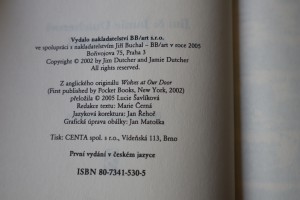 Vydalo nakladatelství BB/art s.r.o.
ve spolupráci s nakladatelstvím Jiří Buchal – BB/art v roce 2005
Bořivojova 75, Praha 3
Copyright © 2002 by Jim Dutcher and Jamie Dutcher
Z anglického originálu Wolves at Our Door
(First published by Pocket Books, New York, 2002)
přeložila © 2005 Lucie Šavlíková
Redakce textu: Marie Černá
Jazyková korektura: Jan Řehoř
Grafická úprava obálky: Jan Matoška
Tisk: CENTA spol. s r.o., Vídeňská 113, Brno
První vydání v českém jazyce
ISBN 80-7341-530-5